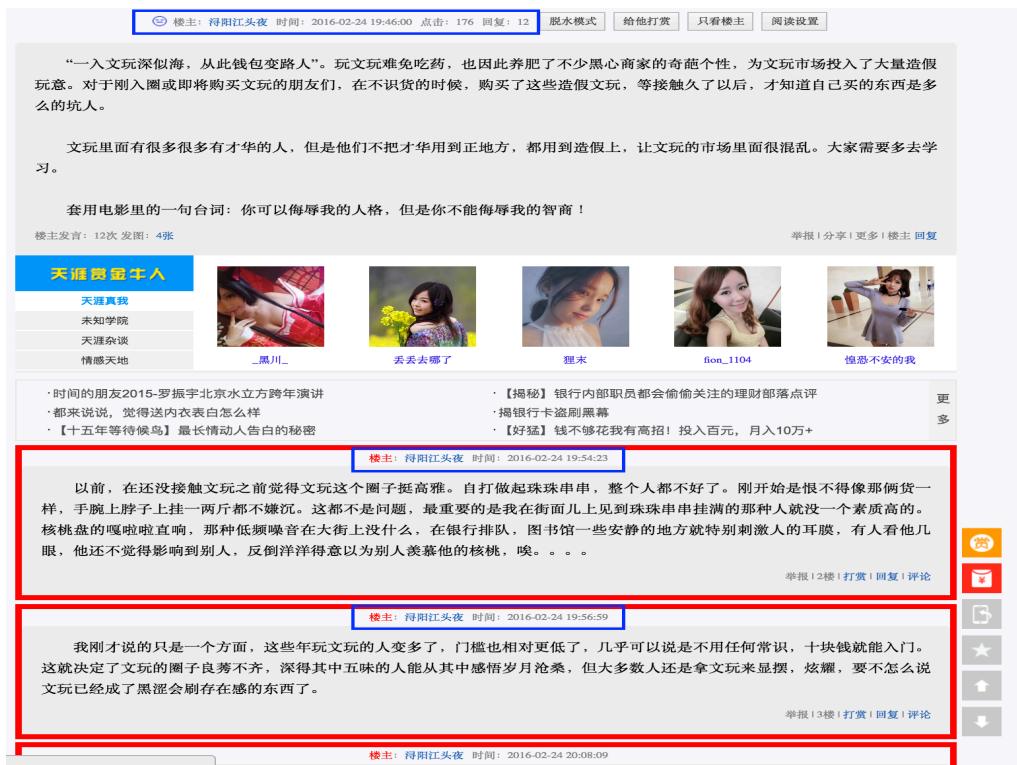 楼主：浔阳江头夜 时间：2016-02-24 19:46:00 点击：176 回复：12 脱水模式 给他打赏 只看楼主 阅读设置
“一入文玩深似海，从此钱包变路人”。玩文玩难免吃药，也因此养肥了不少黑心商家的奇葩个性，为文玩市场投入了大量造假
玩意。对于刚入圈或即将购买文玩的朋友们，在不识货的时候，购买了这些造假文玩，等接触久了以后，才知道自己买的东西是多
么的坑人。
文玩里面有很多很多有才华的人，但是他们不把才华用到正地方，都用到造假上，让文玩的市场里面很混乱。大家需要多去学
习。
套用电影里的一句台词：你可以侮辱我的人格，但是你不能侮辱我的智商！
楼主发言：12次 发图：4张 举报 | 分享 | 更多 | 楼主 回复
天涯赏金牛人
天涯真我
未知学院
天涯杂谈
情感天地
_黑川_ 丢丢去哪了 狸末 fion_1104 惶恐不安的我
·时间的朋友2015-罗振宇北京水立方跨年演讲
·都来说说，觉得送内衣表白怎么样
·【十五年等待候鸟】最长情动人告白的秘密
·【揭秘】银行内部职员都会偷偷关注的理财部落点评
·揭银行卡盗刷黑幕
·【好猛】钱不够花我有高招！投入百元，月入10万+
更
多
楼主：浔阳江头夜 时间：2016-02-24 19:54:23
以前，在还没接触文玩之前觉得文玩这个圈子挺高雅。自打做起珠珠串串，整个人都不好了。刚开始是恨不得像那俩货一
样，手腕上脖子上挂一两斤都不嫌沉。这都不是问题，最重要的是我在街面儿上见到珠珠串串挂满的那种人就没一个素质高的。
核桃盘的嘎啦啦直响，那种低频噪音在大街上没什么，在银行排队，图书馆一些安静的地方就特别刺激人的耳膜，有人看他几
眼，他还不觉得影响到别人，反倒洋洋得意以为别人羡慕他的核桃，唉。。。。
举报 | 2楼 | 打赏 | 回复 | 评论
楼主：浔阳江头夜 时间：2016-02-24 19:56:59
我刚才说的只是一个方面，这些年玩文玩的人变多了，门槛也相对更低了，几乎可以说是不用任何常识，十块钱就能入门。
这就决定了文玩的圈子良莠不齐，深得其中五味的人能从其中感悟岁月沧桑，但大多数人还是拿文玩来显摆，炫耀，要不怎么说
文玩已经成了黑涩会刷存在感的东西了。
举报 | 3楼 | 打赏 | 回复 | 评论
楼主：浔阳江头夜 时间：2016-02-24 20:08:09
赏
¥